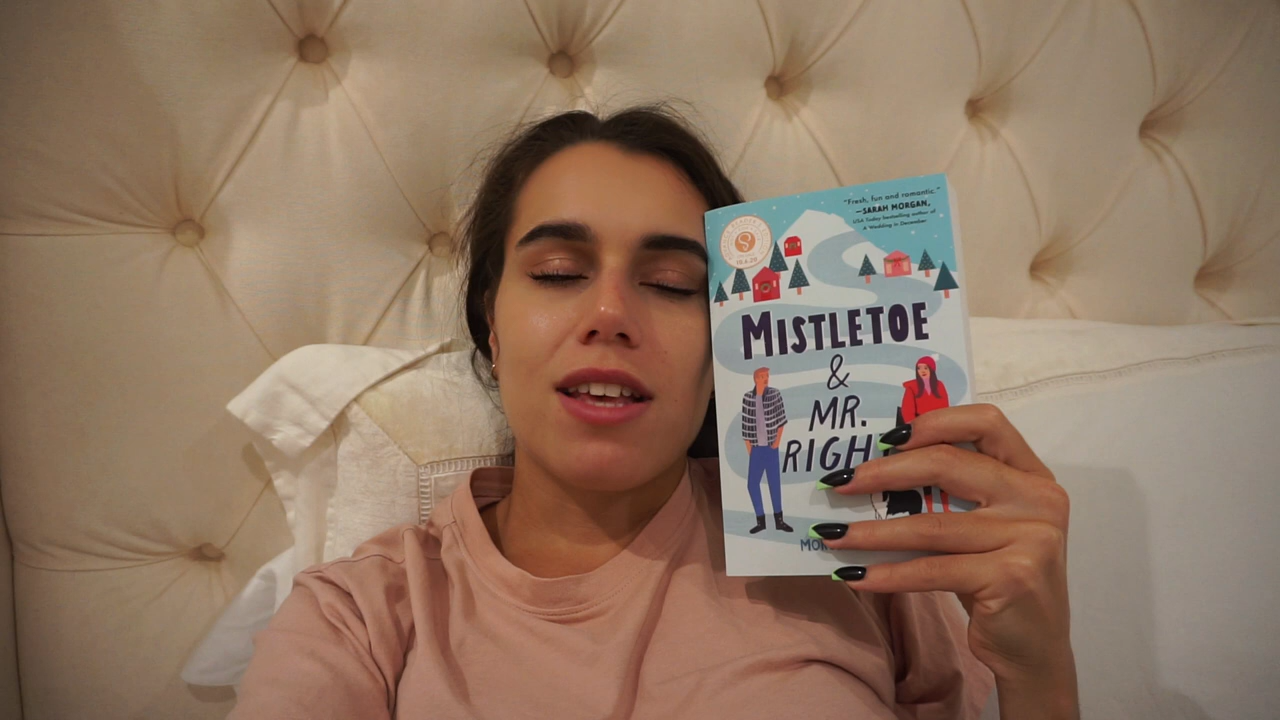 "Fresh, fun and romantic."
—SARAH MORGAN,
USA Today bestselling author of
A Wedding in December
MISTLETOE
&
MR.
RIGH